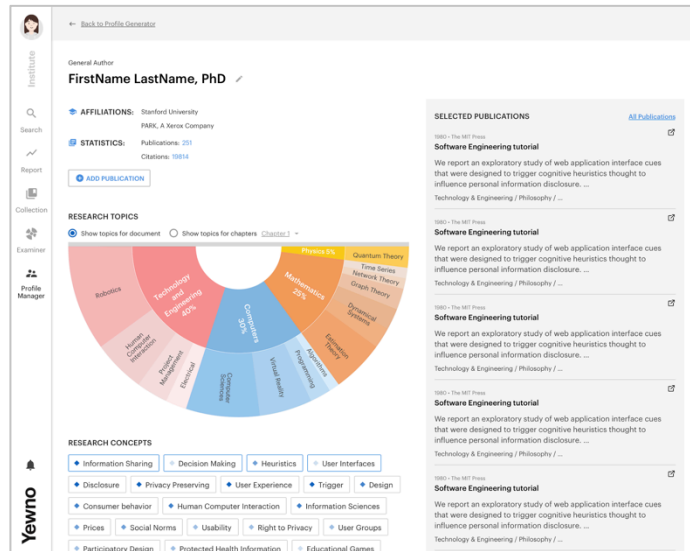 ← Back to Profile Generator
Institute
Search
Report
Collection
Examiner
Profile
Manager
Yewno
General Author
FirstName LastName, PhD
AFFILIATIONS: Stanford University
PARK, A Xerox Company
STATISTICS: Publications: 251
Citations: 19814
ADD PUBLICATION
RESEARCH TOPICS
Show topics for document Show topics for chapters Chapter 1
Technology
and
Engineering
40%
Computers
30%
Mathematics
25%
Physics 5%
Robotics
Human
Computer
Interaction
Project
Management
Electrical
Computer
Sciences
Virtual Reality
Programming
Algorithms
Estimation
Theory
Dynamical
Systems
Graph Theory
Network Theory
Time Series
Quantum Theory
RESEARCH CONCEPTS
Information Sharing Decision Making Heuristics User Interfaces
Disclosure Privacy Preserving User Experience Trigger Design
Consumer behavior Human Computer Interaction Information Sciences
Prices Social Norms Usability Right to Privacy User Groups
Participatory Design Protected Health Information Educational Games
SELECTED PUBLICATIONS All Publications
1980 • The MIT Press
Software Engineering tutorial
We report an exploratory study of web application interface cues
that were designed to trigger cognitive heuristics thought to
influence personal information disclosure. ...
Technology & Engineering / Philosophy / ...
1980 • The MIT Press
Software Engineering tutorial
We report an exploratory study of web application interface cues
that were designed to trigger cognitive heuristics thought to
influence personal information disclosure. ...
Technology & Engineering / Philosophy / ...
1980 • The MIT Press
Software Engineering tutorial
We report an exploratory study of web application interface cues
that were designed to trigger cognitive heuristics thought to
influence personal information disclosure. ...
Technology & Engineering / Philosophy / ...
1980 • The MIT Press
Software Engineering tutorial
We report an exploratory study of web application interface cues
that were designed to trigger cognitive heuristics thought to
influence personal information disclosure. ...
Technology & Engineering / Philosophy / ...
1980 • The MIT Press
Software Engineering tutorial
We report an exploratory study of web application interface cues
that were designed to trigger cognitive heuristics thought to
influence personal information disclosure. ...
Technology & Engineering / Philosophy / ...